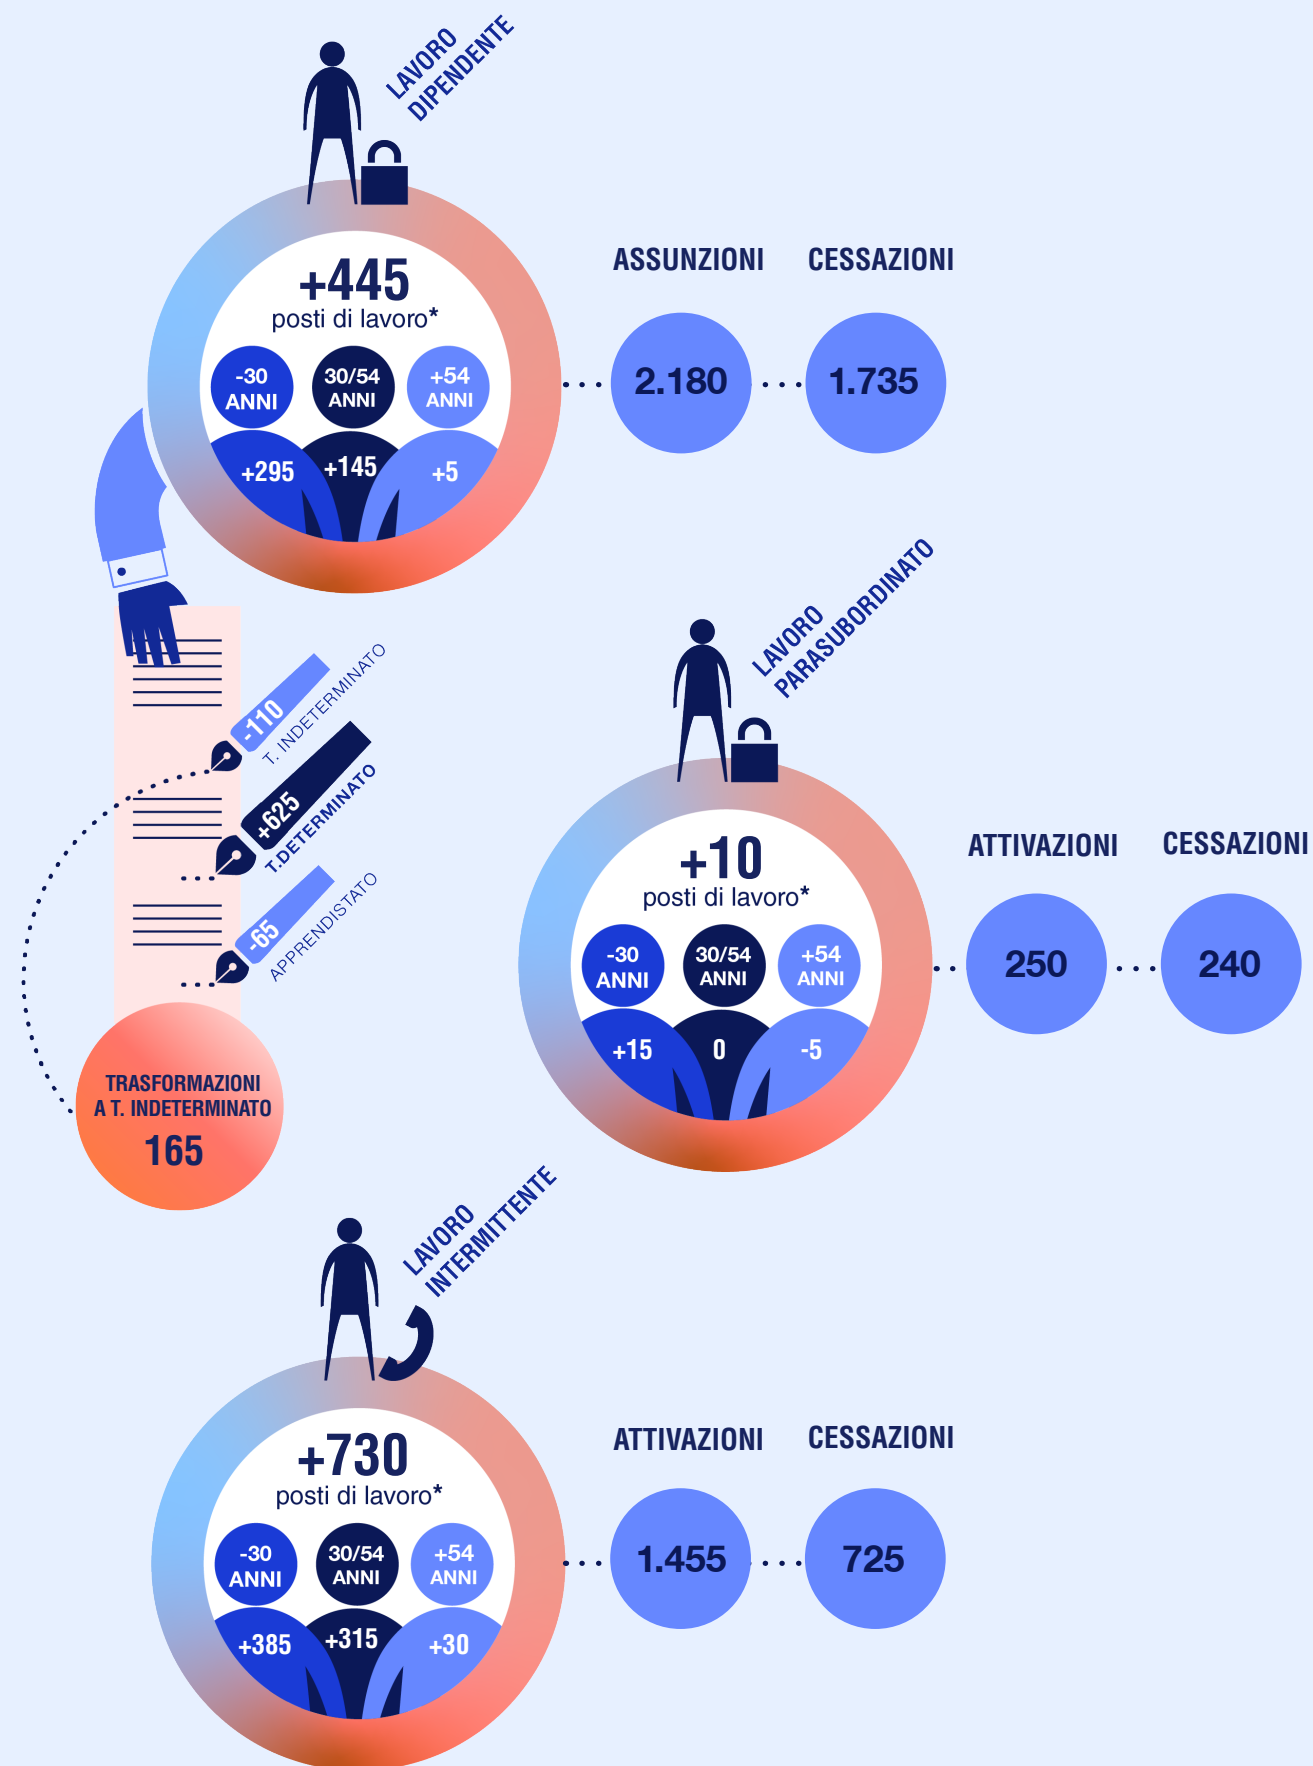 LAVORO
DIPENDENTE
+445
posti di lavoro*
-30
ANNI
30/54
ANNI
+54
ANNI
+295
+145
+5
ASSUNZIONI
CESSAZIONI
2.180
1.735
-110
T. INDETERMINATO
+625
T.DETERMINATO
-65
APPRENDISTATO
TRASFORMAZIONI
A T. INDETERMINATO
165
LAVORO
PARASUBORDINATO
+10
posti di lavoro*
-30
ANNI
30/54
ANNI
+54
ANNI
+15
0
-5
ATTIVAZIONI
CESSAZIONI
250
240
LAVORO
INTERMITTENTE
+730
posti di lavoro*
-30
ANNI
30/54
ANNI
+54
ANNI
+385
+315
+30
ATTIVAZIONI
CESSAZIONI
1.455
725